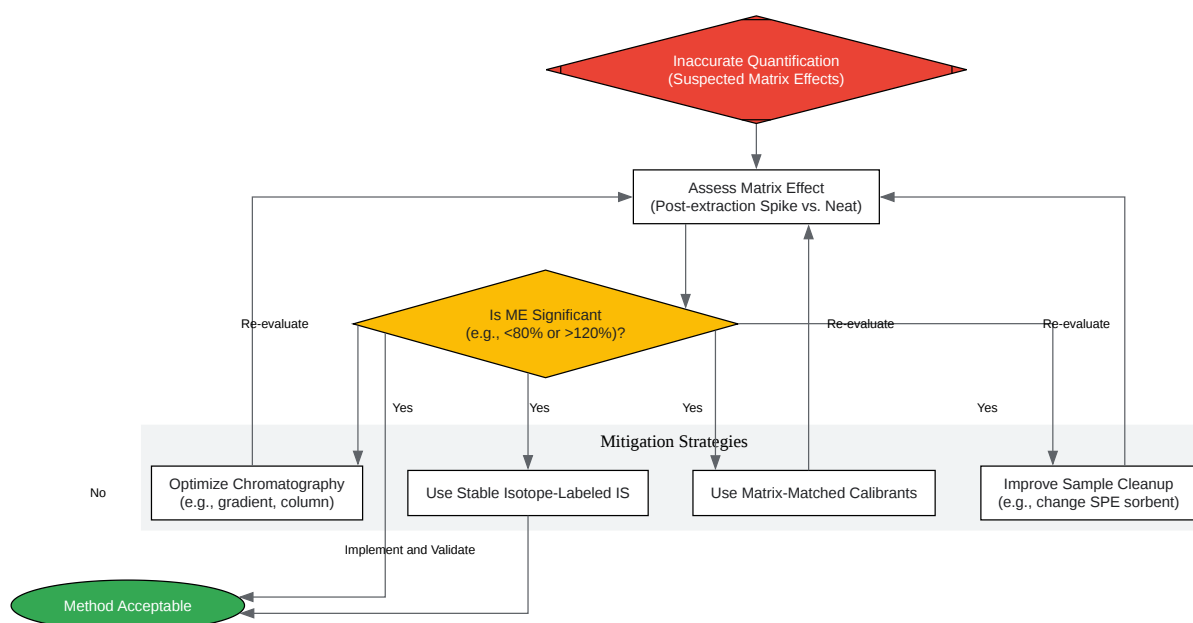 Inaccurate Quantification
(Suspected Matrix Effects)
Assess Matrix Effect
(Post-extraction Spike vs. Neat)
Is ME Significant
(e.g., <80% or >120%)?
Re-evaluate
Re-evaluate
Re-evaluate
Yes
Yes
Yes
Yes
Mitigation Strategies
Optimize Chromatography
(e.g., gradient, column)
Use Stable Isotope-Labeled IS
Use Matrix-Matched Calibrants
Improve Sample Cleanup
(e.g., change SPE sorbent)
No
Implement and Validate
Method Acceptable